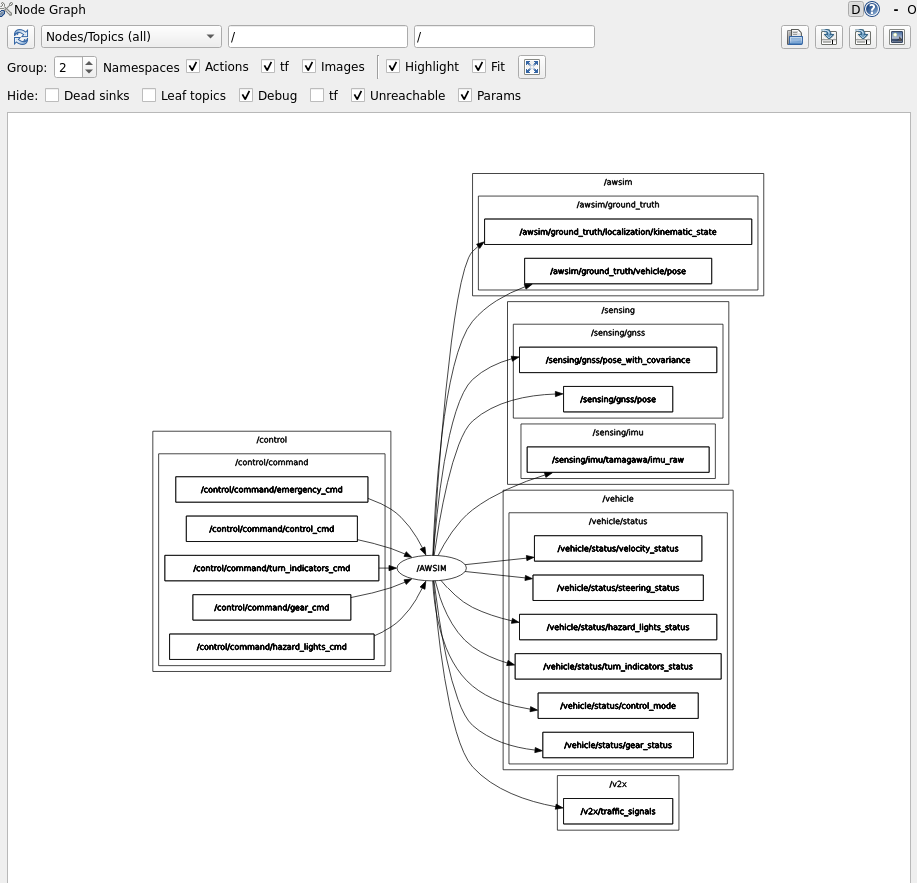 Node Graph
D ? - O
Nodes/Topics (all) / /
Group: 2 Namespaces Actions tf Images Highlight Fit
Hide: Dead sinks Leaf topics Debug tf Unreachable Params
/awsim
/awsim/ground_truth
/awsim/ground_truth/localization/kinematic_state
/awsim/ground_truth/vehicle/pose
/sensing
/sensing/gnss
/sensing/gnss/pose_with_covariance
/sensing/gnss/pose
/sensing/imu
/sensing/imu/tamagawa/imu_raw
/control
/control/command
/control/command/emergency_cmd
/control/command/control_cmd
/control/command/turn_indicators_cmd
/control/command/gear_cmd
/control/command/hazard_lights_cmd
/AWSIM
/vehicle
/vehicle/status
/vehicle/status/velocity_status
/vehicle/status/steering_status
/vehicle/status/hazard_lights_status
/vehicle/status/turn_indicators_status
/vehicle/status/control_mode
/vehicle/status/gear_status
/v2x
/v2x/traffic_signals